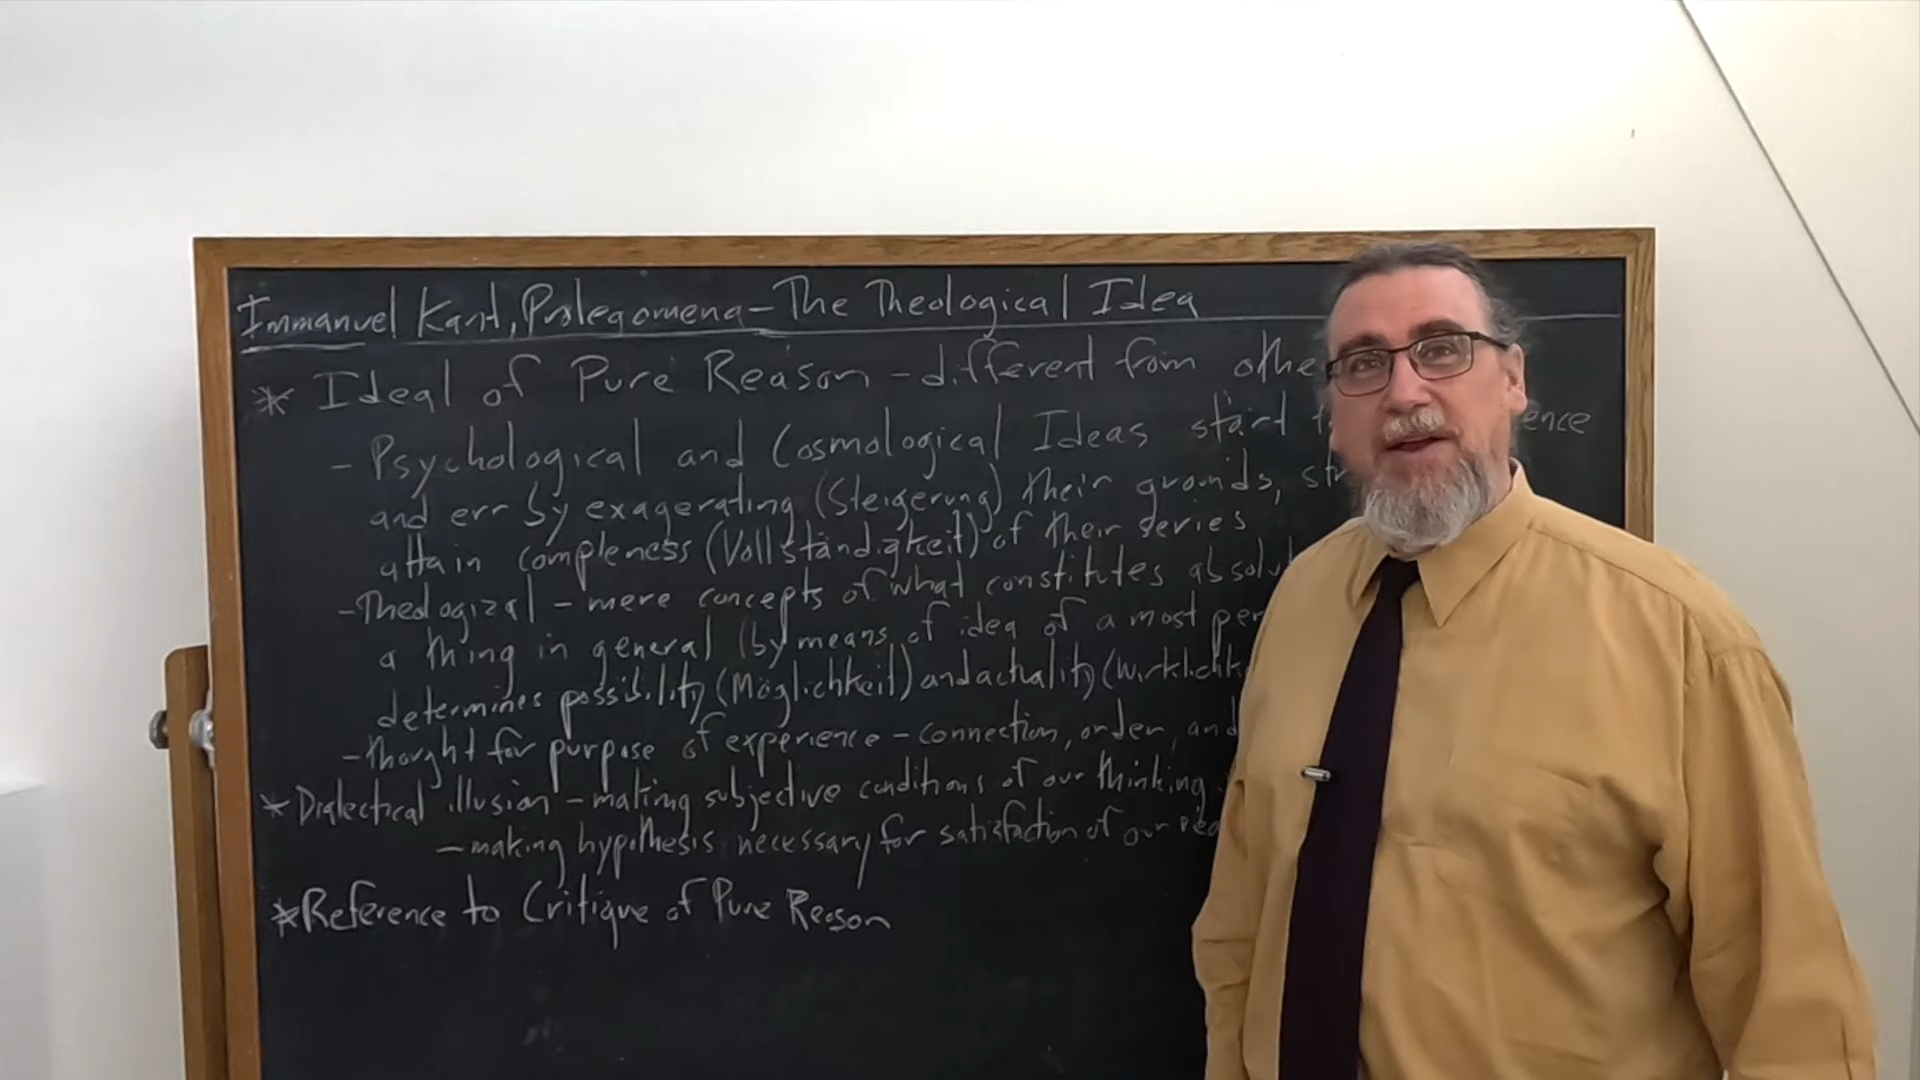 Immanuel Kant, Prolegomena - The Theological Idea
* Ideal of Pure Reason - different from othe
- Psychological and Cosmological Ideas start ence
and err by exagerating (Steigerung) their grounds, str
attain compleness (Vollständigkeit) of their series
- Theological - mere concepts of what constitutes absolut
a thing in general (by means of idea of a most per
determines possibility (Möglichkeit) and actuality (Wirklichke
- thought for purpose of experience - connection, order, and
* Dialectical illusion - making subjective conditions of our thinking
- making hypothesis necessary for satisfaction of our rea
* Reference to Critique of Pure Reason